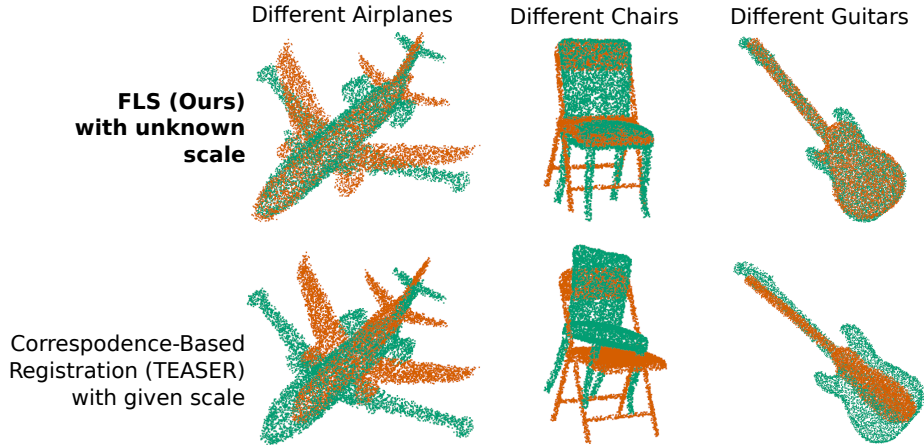 Different Airplanes
Different Chairs
Different Guitars
FLS (Ours)
with unknown
scale
Correspodence-Based
Registration (TEASER)
with given scale